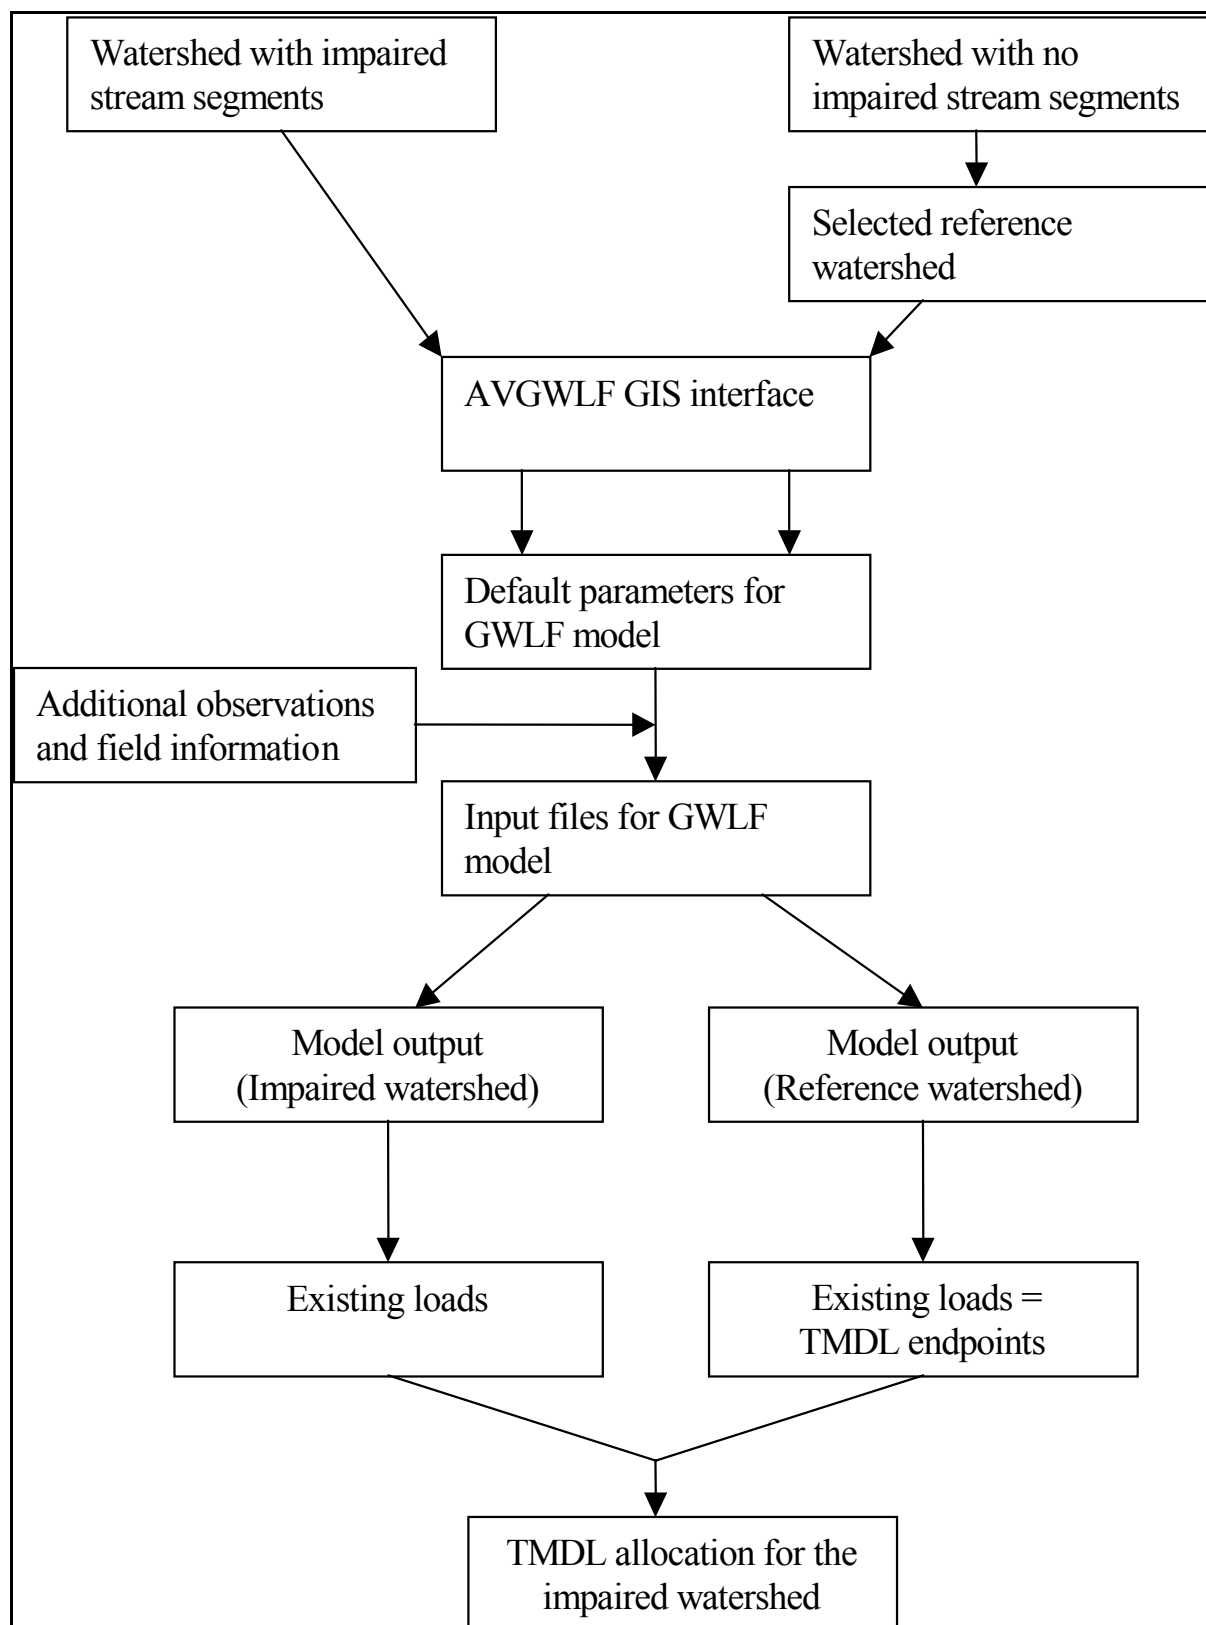 Watershed with impaired
stream segments
Watershed with no
impaired stream segments
Selected reference
watershed
AVGWLF GIS interface
Default parameters for
GWLF model
Additional observations
and field information
Input files for GWLF
model
Model output
(Impaired watershed)
Model output
(Reference watershed)
Existing loads
Existing loads =
TMDL endpoints
TMDL allocation for the
impaired watershed